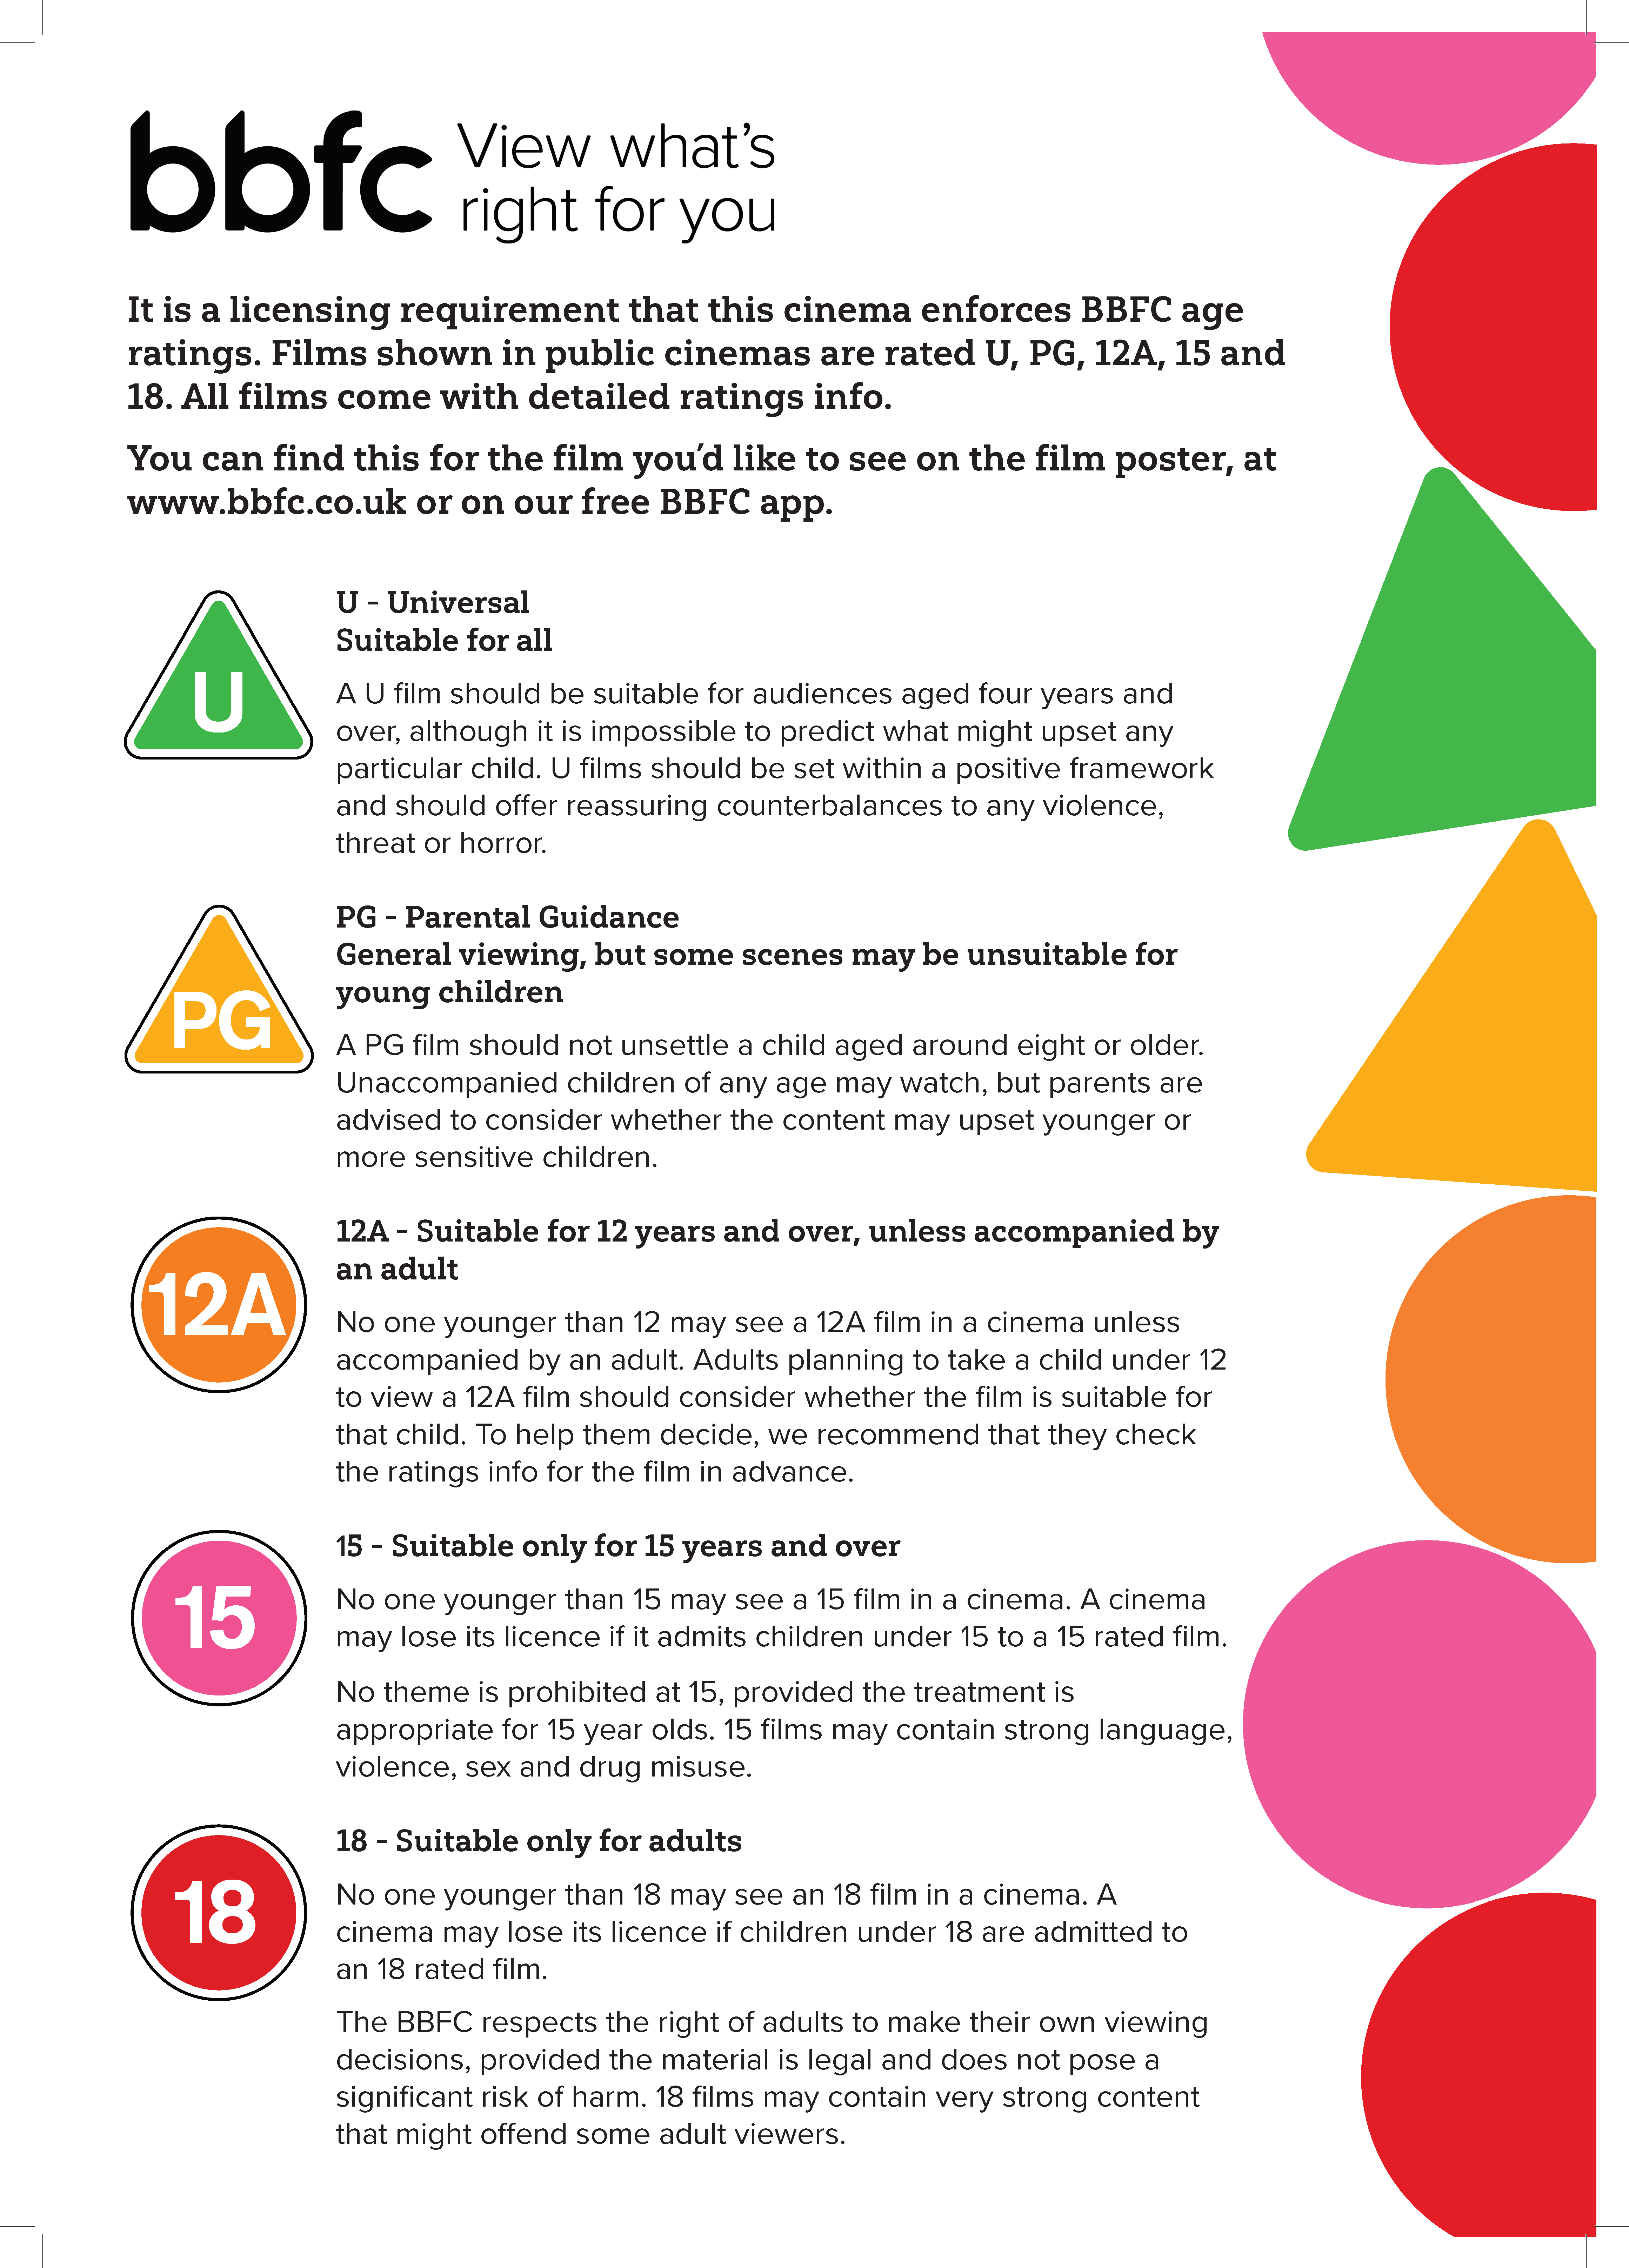 bbfc View what's
right for you
It is a licensing requirement that this cinema enforces BBFC age
ratings. Films shown in public cinemas are rated U, PG, 12A, 15 and
18. All films come with detailed ratings info.
You can find this for the film you'd like to see on the film poster, at
www.bbfc.co.uk or on our free BBFC app.
U
U - Universal
Suitable for all
A U film should be suitable for audiences aged four years and
over, although it is impossible to predict what might upset any
particular child. U films should be set within a positive framework
and should offer reassuring counterbalances to any violence,
threat or horror.
PG
PG - Parental Guidance
General viewing, but some scenes may be unsuitable for
young children
A PG film should not unsettle a child aged around eight or older.
Unaccompanied children of any age may watch, but parents are
advised to consider whether the content may upset younger or
more sensitive children.
12A
12A - Suitable for 12 years and over, unless accompanied by
an adult
No one younger than 12 may see a 12A film in a cinema unless
accompanied by an adult. Adults planning to take a child under 12
to view a 12A film should consider whether the film is suitable for
that child. To help them decide, we recommend that they check
the ratings info for the film in advance.
15
15 - Suitable only for 15 years and over
No one younger than 15 may see a 15 film in a cinema. A cinema
may lose its licence if it admits children under 15 to a 15 rated film.
No theme is prohibited at 15, provided the treatment is
appropriate for 15 year olds. 15 films may contain strong language,
violence, sex and drug misuse.
18
18 - Suitable only for adults
No one younger than 18 may see an 18 film in a cinema. A
cinema may lose its licence if children under 18 are admitted to
an 18 rated film.
The BBFC respects the right of adults to make their own viewing
decisions, provided the material is legal and does not pose a
significant risk of harm. 18 films may contain very strong content
that might offend some adult viewers.